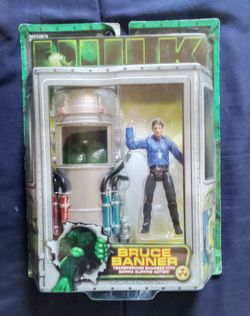 HULK
BRUCE
BANNER
TRANSFORMING CHAMBER WITH
GAMMA GLOWING ACTION!